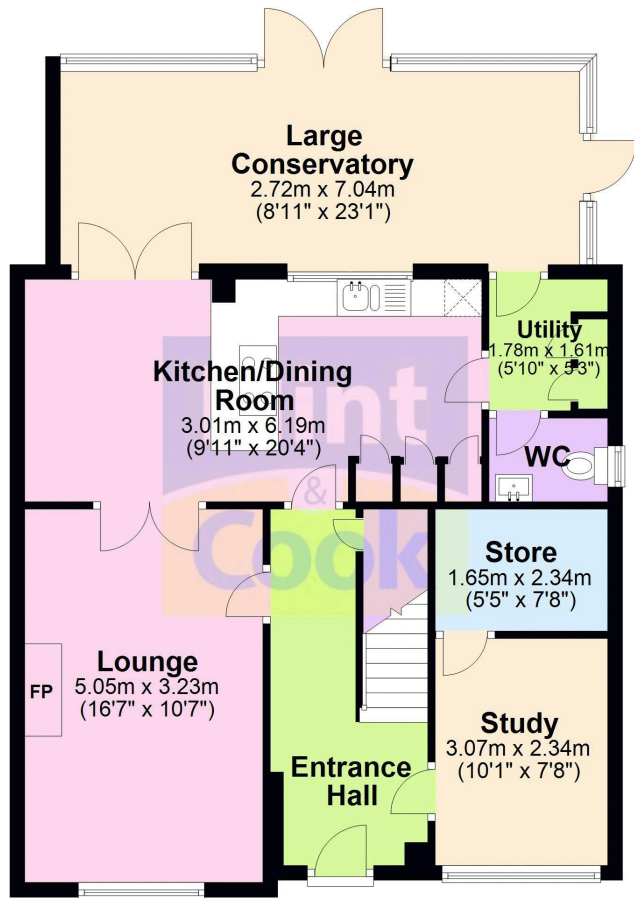 Large
Conservatory
2.72m x 7.04m
(8'11" x 23'1")
Utility
1.78m x 1.61m
(5'10" x 5'3")
Kitchen/Dining
Room
3.01m x 6.19m
(9'11" x 20'4")
WC
&
Cook
Store
1.65m x 2.34m
(5'5" x 7'8")
Lounge
5.05m x 3.23m
(16'7" x 10'7")
FP
Study
3.07m x 2.34m
(10'1" x 7'8")
Entrance
Hall